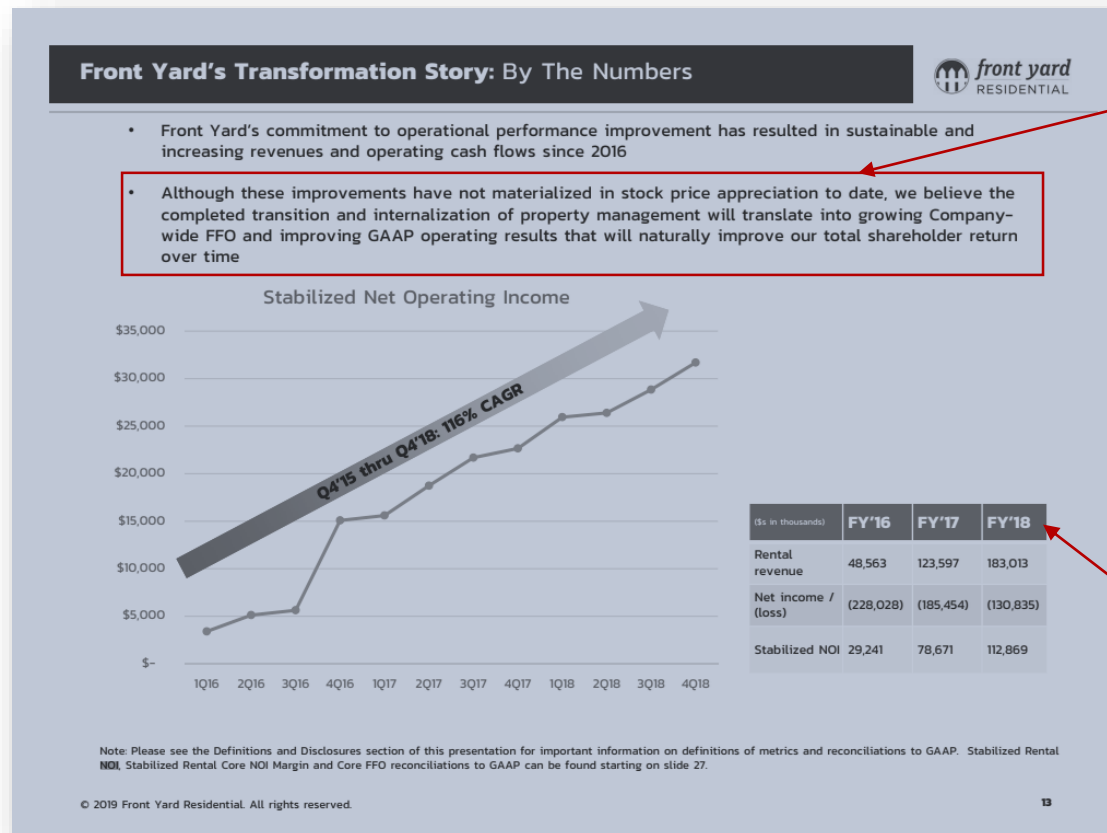 Front Yard's Transformation Story: By The Numbers
front yard
RESIDENTIAL
• Front Yard's commitment to operational performance improvement has resulted in sustainable and
increasing revenues and operating cash flows since 2016
• Although these improvements have not materialized in stock price appreciation to date, we believe the
completed transition and internalization of property management will translate into growing Company-
wide FFO and improving GAAP operating results that will naturally improve our total shareholder return
over time
Stabilized Net Operating Income
$35,000
$30,000
$25,000
$20,000
$15,000
$10,000
$5,000
$-
Q4'15 thru Q4'18: 116% CAGR
1Q16 2Q16 3Q16 4Q16 1Q17 2Q17 3Q17 4Q17 1Q18 2Q18 3Q18 4Q18
($s in thousands) FY'16 FY'17 FY'18
Rental
revenue 48,563 123,597 183,013
Net income /
(loss) (228,028) (185,454) (130,835)
Stabilized NOI 29,241 78,671 112,869
Note: Please see the Definitions and Disclosures section of this presentation for important information on definitions of metrics and reconciliations to GAAP. Stabilized Rental
NOI, Stabilized Rental Core NOI Margin and Core FFO reconciliations to GAAP can be found starting on slide 27.
© 2019 Front Yard Residential. All rights reserved.
13